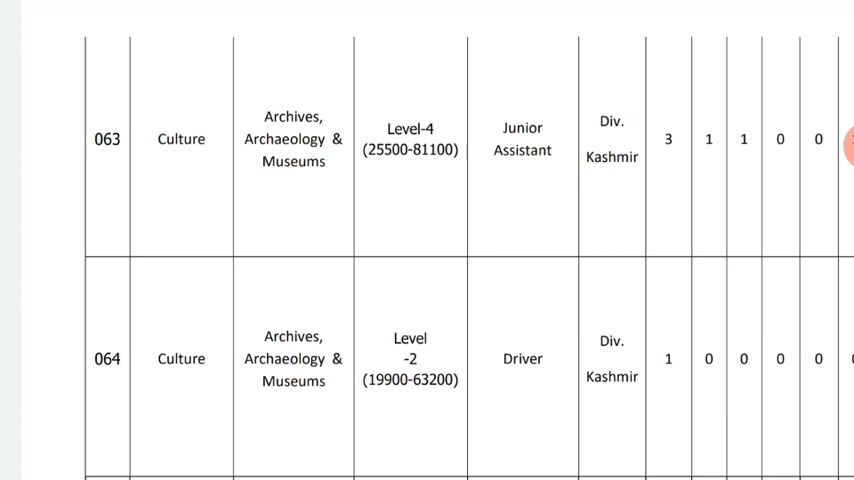 063 Culture Archives, Archaeology & Museums Level-4 (25500-81100) Junior Assistant Div. Kashmir 3 1 1 0 0
064 Culture Archives, Archaeology & Museums Level -2 (19900-63200) Driver Div. Kashmir 1 0 0 0 0